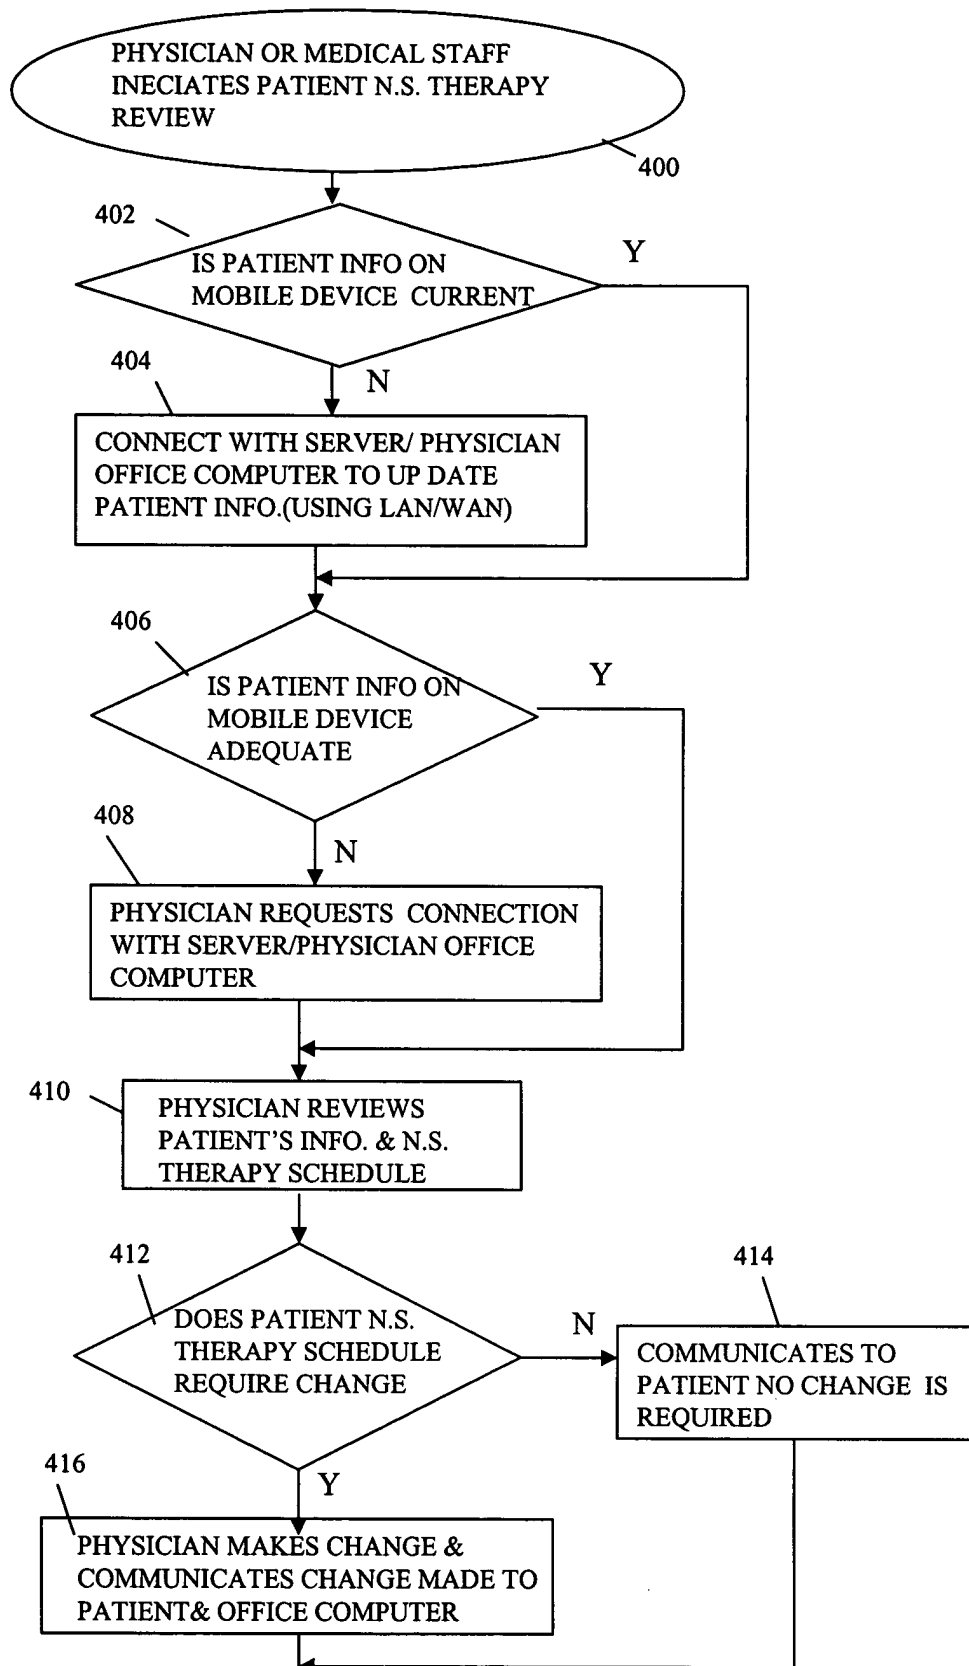 PHYSICIAN OR MEDICAL STAFF
INECIATES PATIENT N.S. THERAPY
REVIEW
400
402
IS PATIENT INFO ON
MOBILE DEVICE CURRENT
Y
N
404
CONNECT WITH SERVER/ PHYSICIAN
OFFICE COMPUTER TO UP DATE
PATIENT INFO.(USING LAN/WAN)
406
IS PATIENT INFO ON
MOBILE DEVICE
ADEQUATE
Y
N
408
PHYSICIAN REQUESTS CONNECTION
WITH SERVER/PHYSICIAN OFFICE
COMPUTER
410
PHYSICIAN REVIEWS
PATIENT'S INFO. & N.S.
THERAPY SCHEDULE
412
DOES PATIENT N.S.
THERAPY SCHEDULE
REQUIRE CHANGE
N
414
COMMUNICATES TO
PATIENT NO CHANGE IS
REQUIRED
Y
416
PHYSICIAN MAKES CHANGE &
COMMUNICATES CHANGE MADE TO
PATIENT& OFFICE COMPUTER